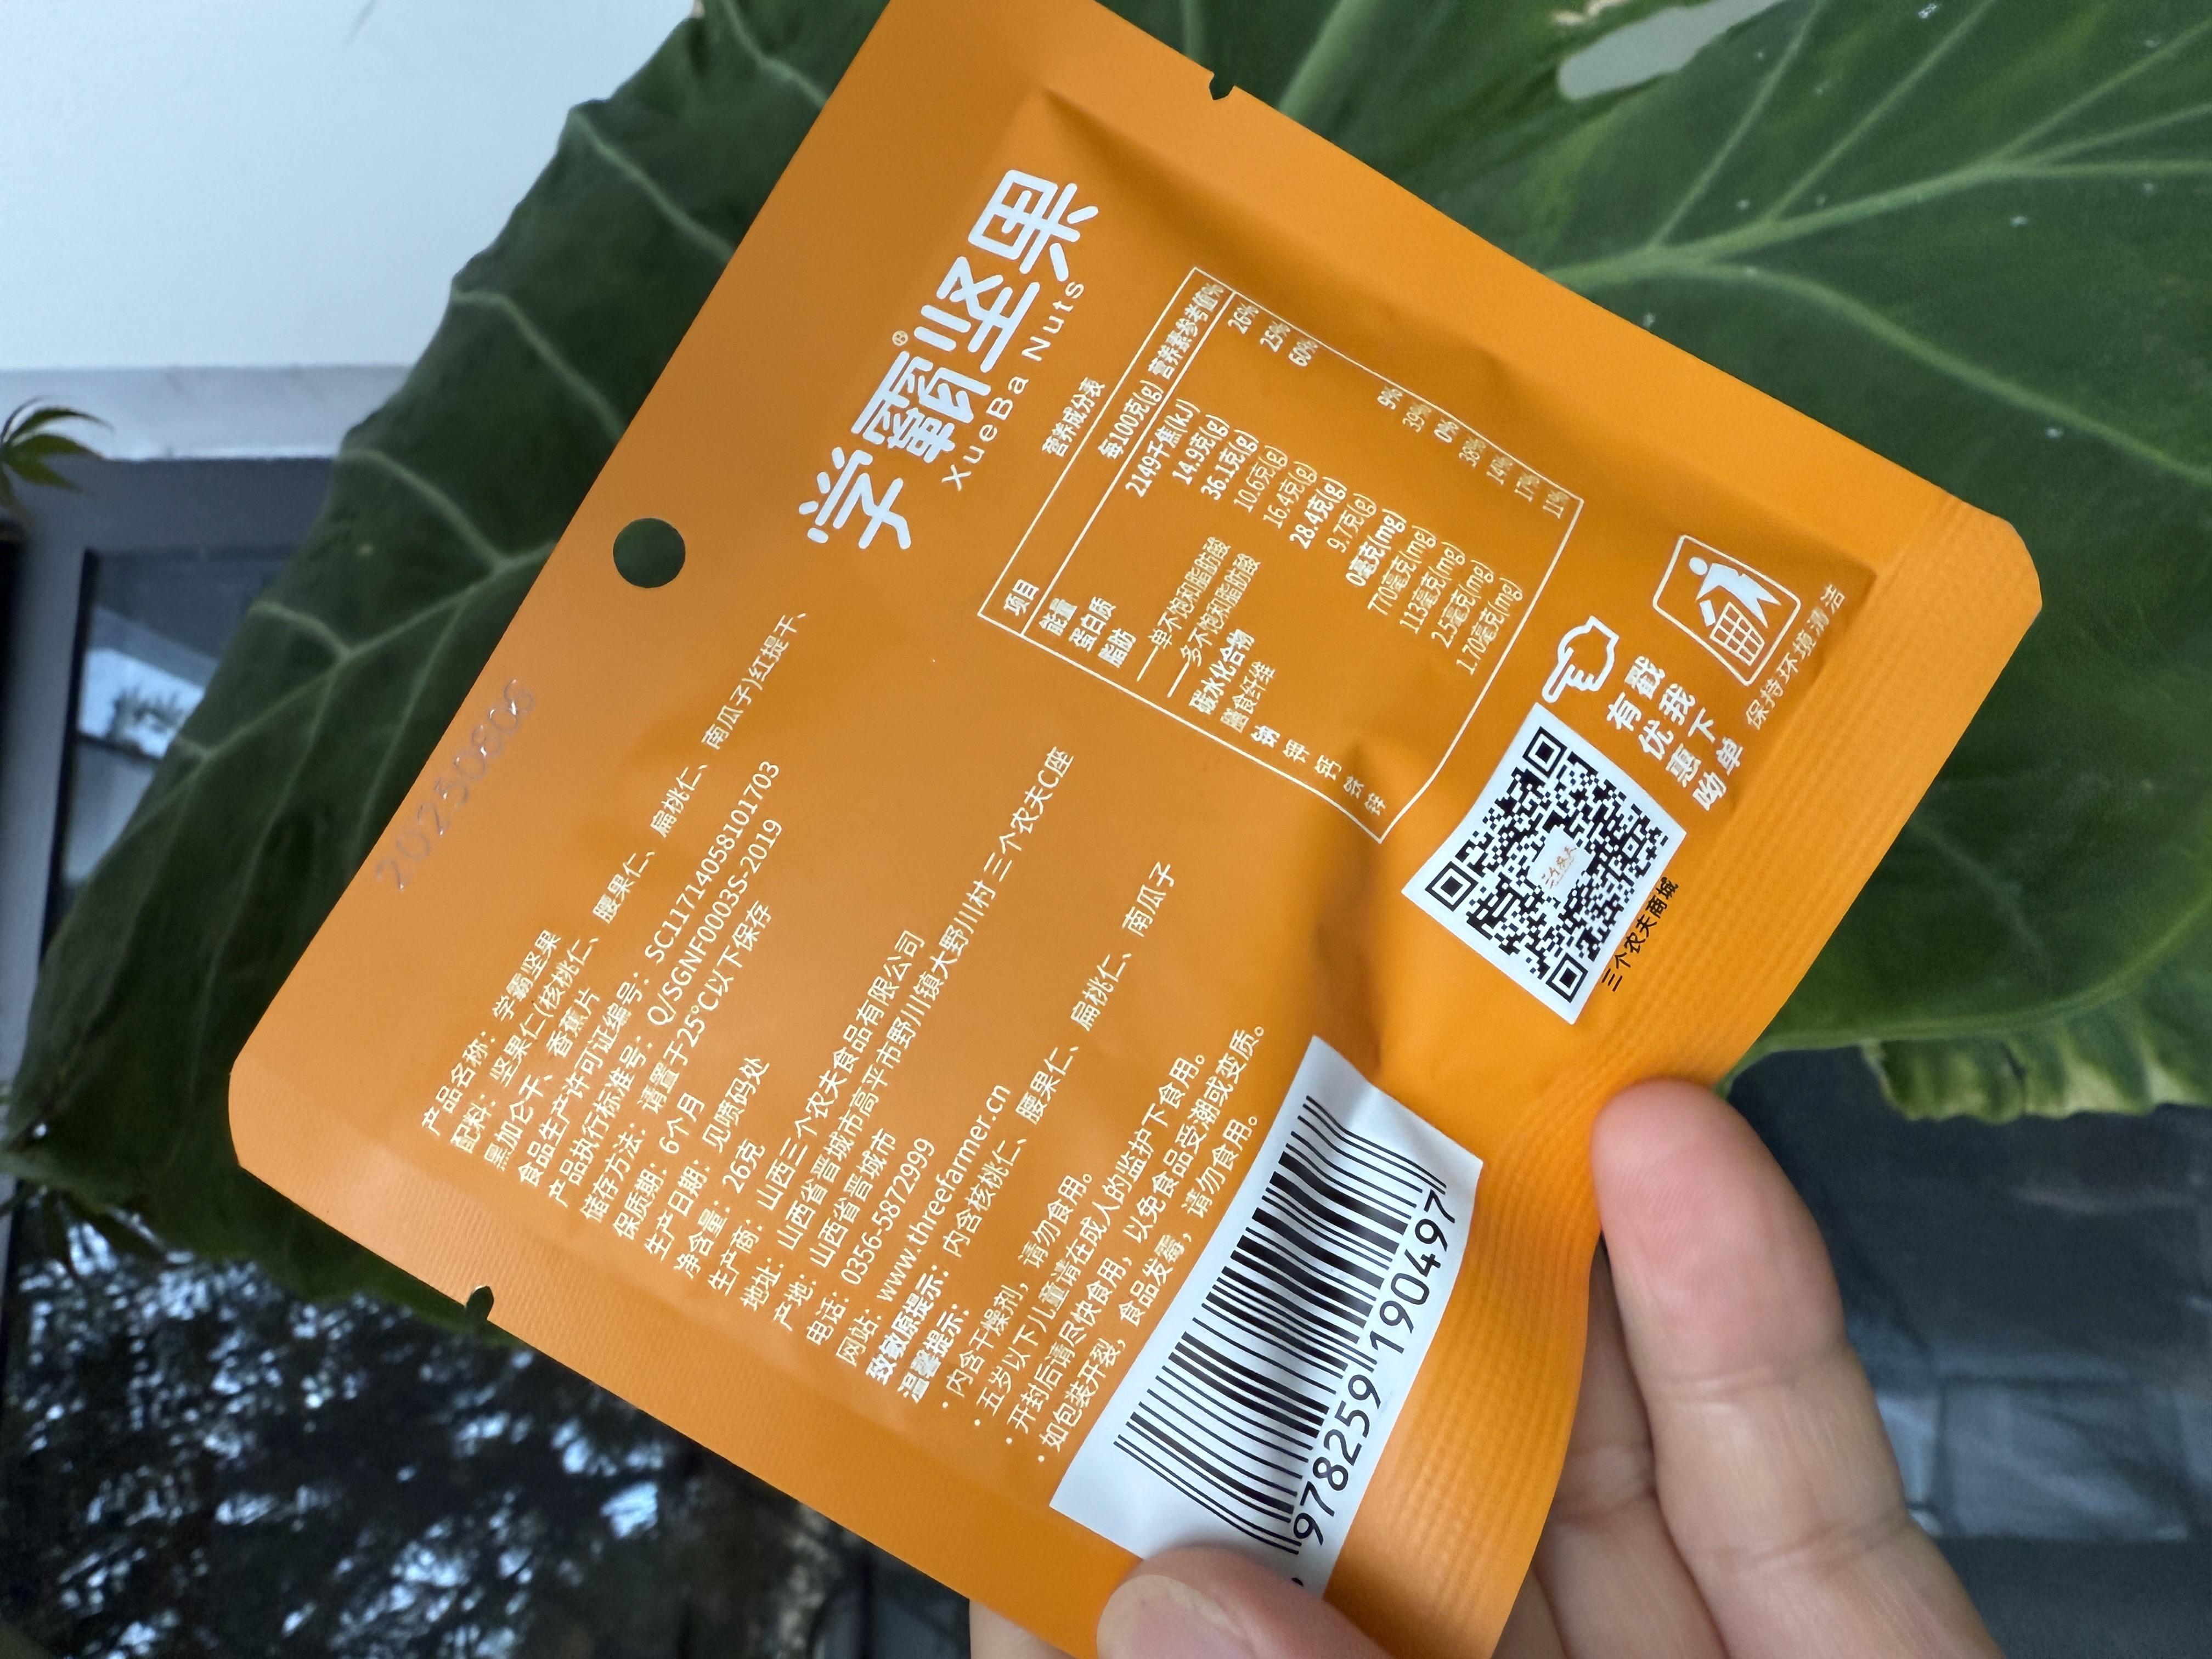 学霸®坚果
XueBa Nuts
营养成分表
项目 每100克(g) 营养素参考值%
能量 2149千焦(kJ) 26%
蛋白质 14.9克(g) 25%
脂肪 36.1克(g) 60%
—单不饱和脂肪酸 10.6克(g)
—多不饱和脂肪酸 16.4克(g)
碳水化合物 28.4克(g) 9%
膳食纤维 9.7克(g) 39%
钠 0毫克(mg) 0%
钾 770毫克(mg) 38%
钙 113毫克(mg) 14%
铁 2.5毫克(mg) 17%
锌 1.70毫克(mg) 11%
产品名称：学霸坚果
配料：坚果仁(核桃仁、腰果仁、扁桃仁、南瓜子)红提干、
黑加仑干、香蕉片
食品生产许可证编号：SC11714058101703
产品执行标准号：Q/SGNF0003S-2019
储存方法：请置于25°C以下保存
保质期：6个月
生产日期：见喷码处
净含量：26克
生产商：山西三个农夫食品有限公司
地址：山西省晋城市高平市野川镇大野川村 三个农夫C座
产地：山西省晋城市
电话：0356-5872999
网站：www.threefarmer.cn
致敏原提示：内含核桃仁、腰果仁、扁桃仁、南瓜子
温馨提示：
·内含干燥剂，请勿食用。
·五岁以下儿童请在成人的监护下食用。
·开封后请尽快食用，以免食品受潮或变质。
·如包装开裂，食品发霉，请勿食用。
978259 190497
三个农夫
三个农夫商城
戳我下单
有优惠呦
保持环境清洁